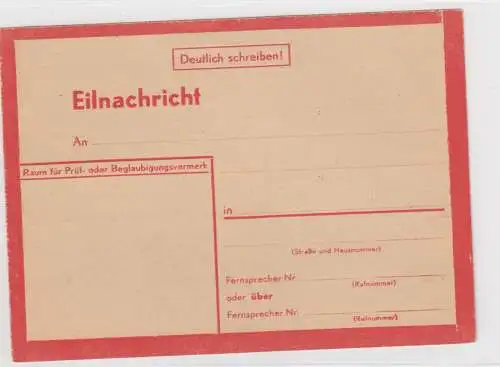 Deutlich schreiben!
Eilnachricht
An
Raum für Prüf- oder Beglaubigungsvermerk
in
(Straße und Hausnummer)
Fernsprecher Nr.
(Rufnummer)
oder über
Fernsprecher Nr.
(Rufnummer)